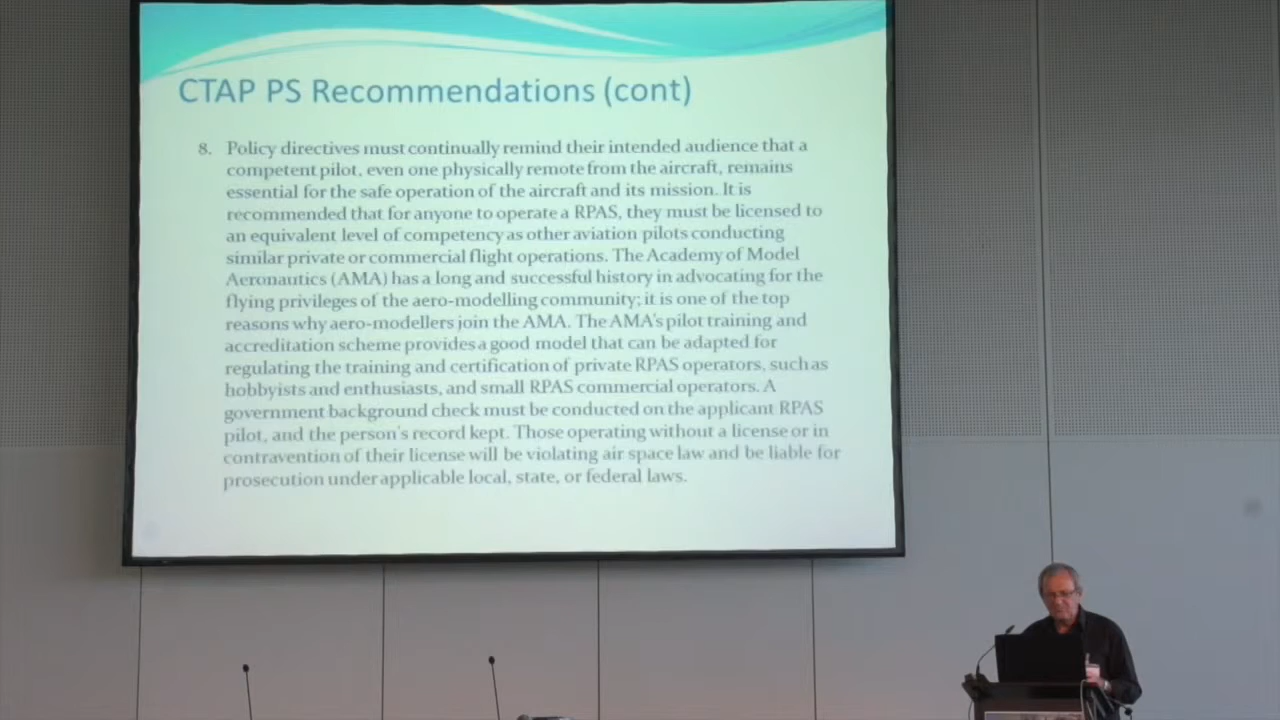 CTAP PS Recommendations (cont)
8. Policy directives must continually remind their intended audience that a
competent pilot, even one physically remote from the aircraft, remains
essential for the safe operation of the aircraft and its mission. It is
recommended that for anyone to operate a RPAS, they must be licensed to
an equivalent level of competency as other aviation pilots conducting
similar private or commercial flight operations. The Academy of Model
Aeronautics (AMA) has a long and successful history in advocating for the
flying privileges of the aero-modelling community; it is one of the top
reasons why aero-modellers join the AMA. The AMA's pilot training and
accreditation scheme provides a good model that can be adapted for
regulating the training and certification of private RPAS operators, such as
hobbyists and enthusiasts, and small RPAS commercial operators. A
government background check must be conducted on the applicant RPAS
pilot, and the person's record kept. Those operating without a license or in
contravention of their license will be violating air space law and be liable for
prosecution under applicable local, state, or federal laws.